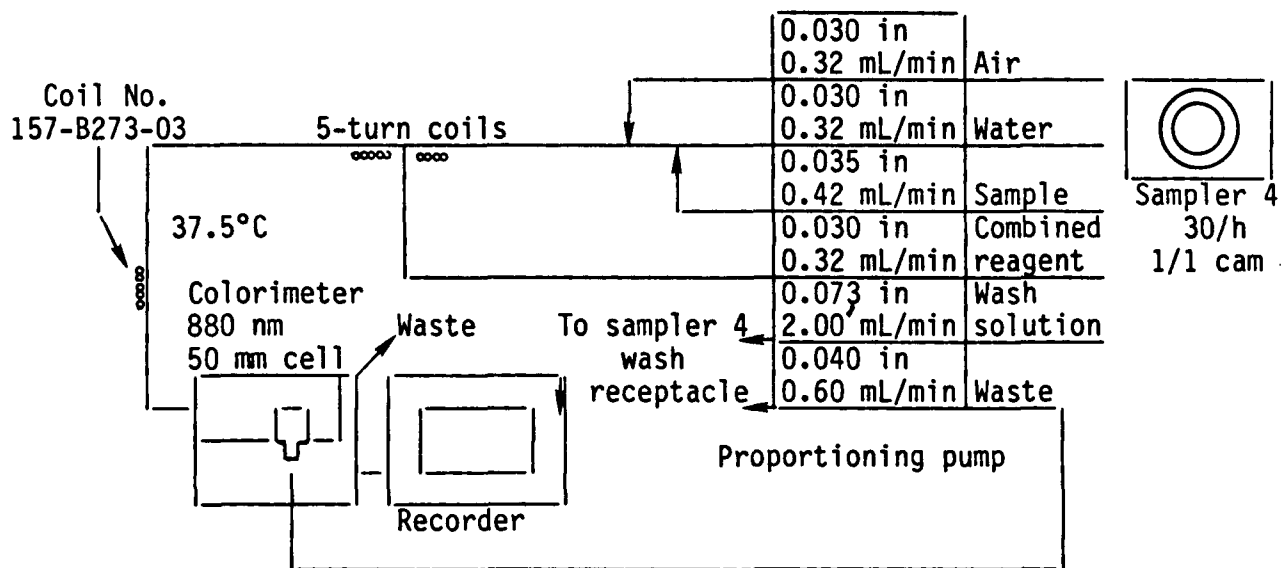 0.030 in
0.32 mL/min Air
0.030 in
0.32 mL/min Water
0.035 in
0.42 mL/min Sample
0.030 in Combined
0.32 mL/min reagent
0.073 in Wash
2.00 mL/min solution
0.040 in
0.60 mL/min Waste
Coil No.
157-B273-03
5-turn coils
37.5°C
Colorimeter
880 nm
50 mm cell
Waste
To sampler 4
wash
receptacle
Sampler 4
30/h
1/1 cam
Proportioning pump
Recorder